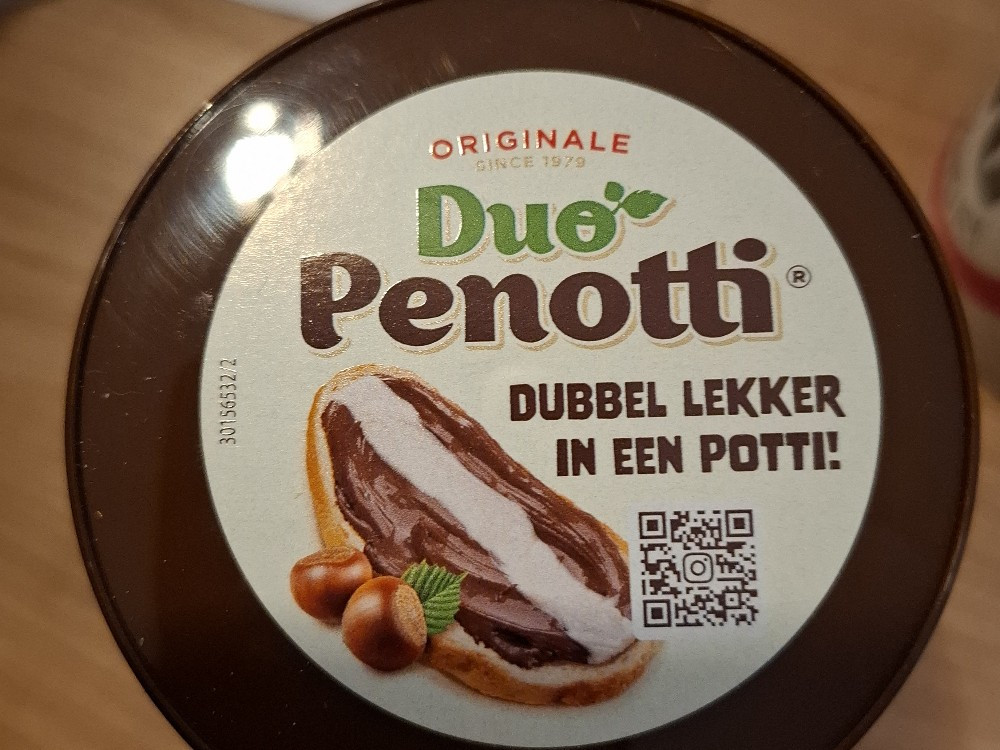 ORIGINALE
SINCE 1979
Duo
Penotti®
DUBBEL LEKKER
IN EEN POTTI!
30156532/2